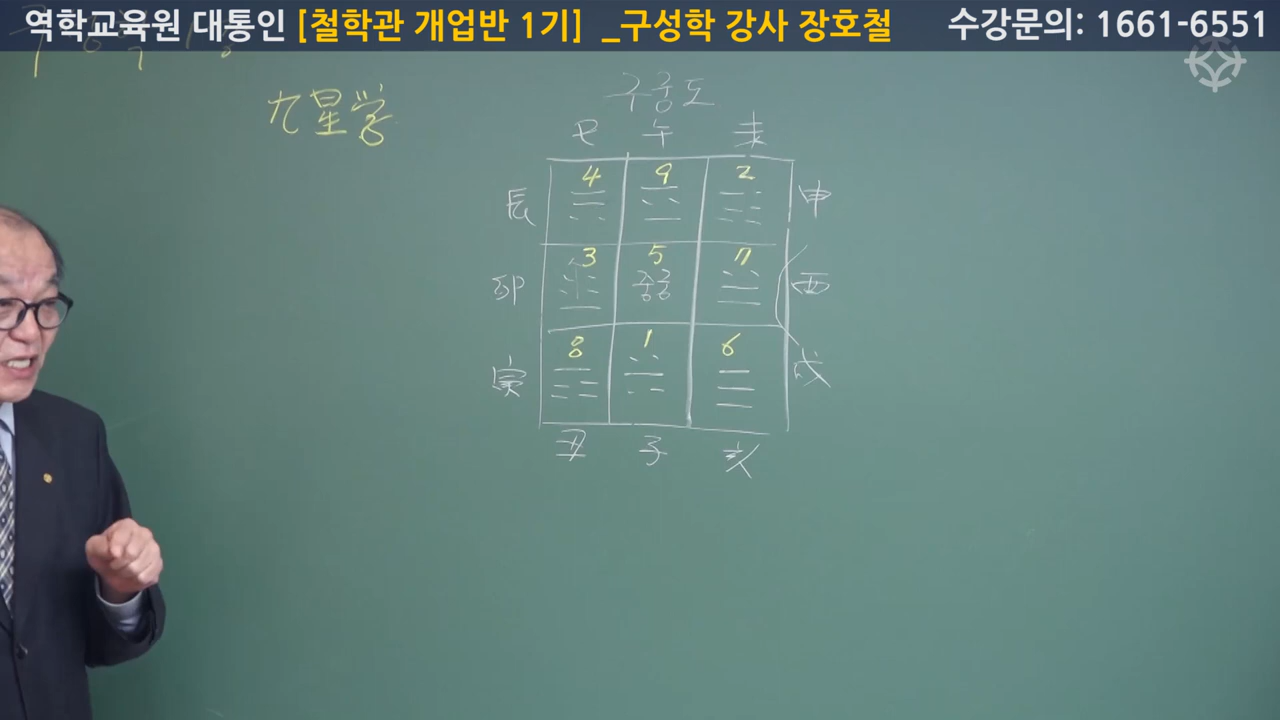 역학교육원 대통인 [철학관 개업반 1기] _구성학 강사 장호철 수강문의: 1661-6551
九星学
구궁도
巳 午 未
辰 4 9 2 申
卯 3 5 7 酉
중궁
寅 8 1 6 戌
丑 子 亥